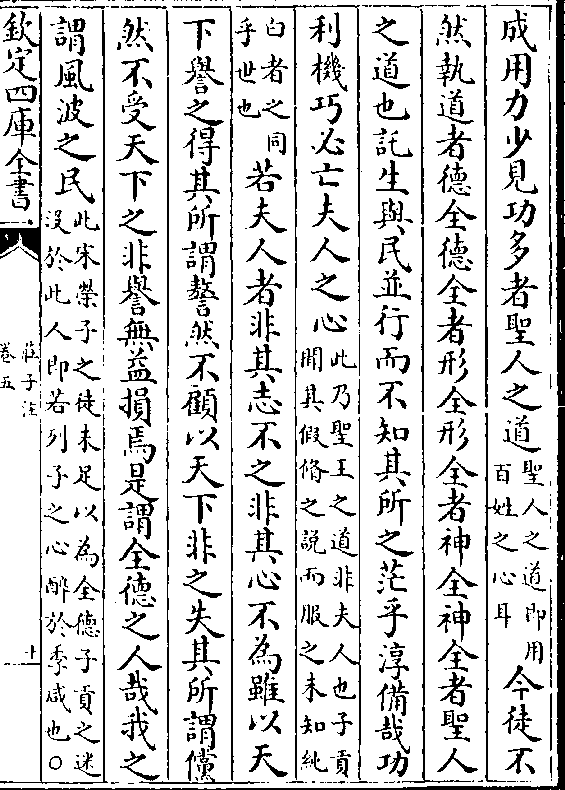 成用力少見功多者聖人之道聖人之道即用百姓之心耳今徒不
然執道者德全德全者形全形全者神全神全者聖人
之道也託生與民並行而不知其所之茫乎淳備哉功
利機巧必亡夫人之心此乃聖王之道非夫人也子貢聞其假脩之說而服之未知純
白者之同乎世也若夫人者非其志不之非其心不為雖以天
下譽之得其所謂謷然不顧以天下非之失其所謂儻
然不受天下之非譽無益損焉是謂全德之人哉我之
謂風波之民此宋榮子之徒未足以為全德子貢之迷沒於此人即若列子之心醉於季咸也○
欽定四庫全書
莊子注
卷五
十